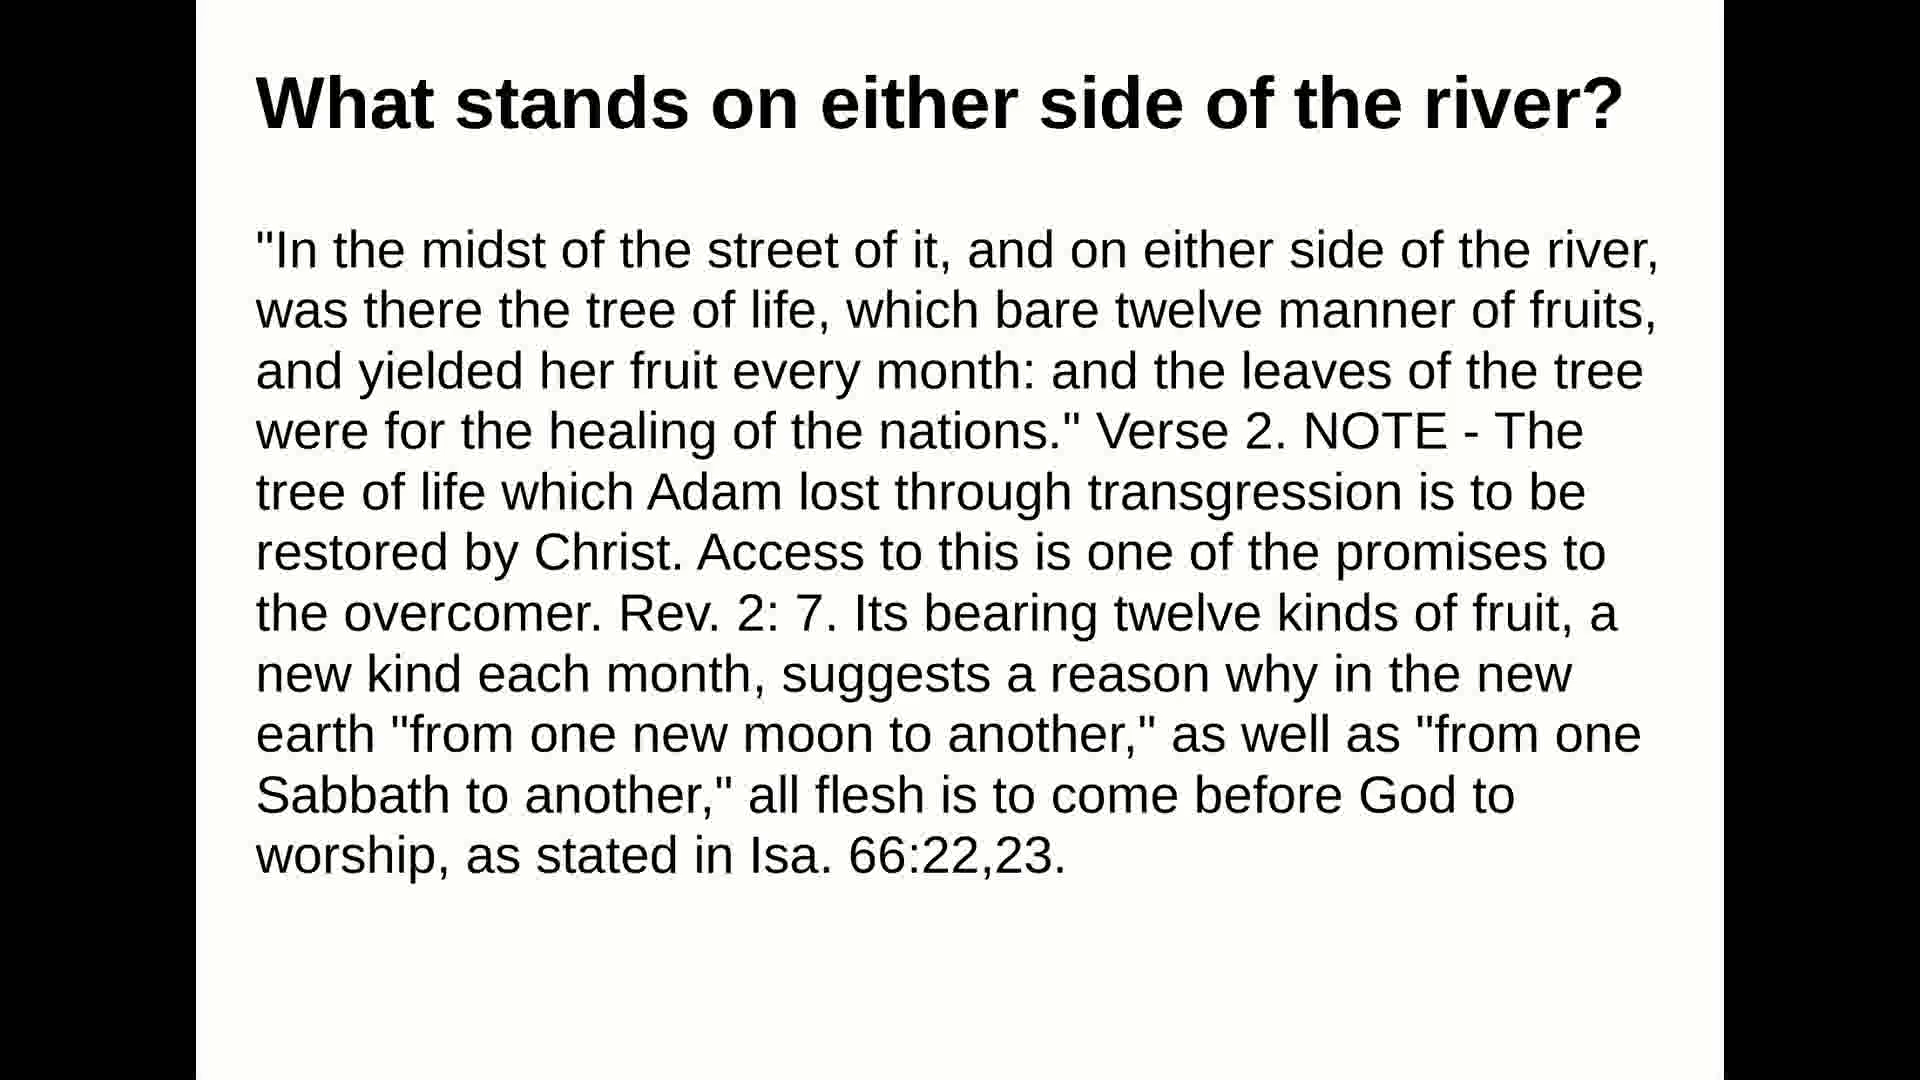 What stands on either side of the river?
"In the midst of the street of it, and on either side of the river,
was there the tree of life, which bare twelve manner of fruits,
and yielded her fruit every month: and the leaves of the tree
were for the healing of the nations." Verse 2. NOTE - The
tree of life which Adam lost through transgression is to be
restored by Christ. Access to this is one of the promises to
the overcomer. Rev. 2: 7. Its bearing twelve kinds of fruit, a
new kind each month, suggests a reason why in the new
earth "from one new moon to another," as well as "from one
Sabbath to another," all flesh is to come before God to
worship, as stated in Isa. 66:22,23.